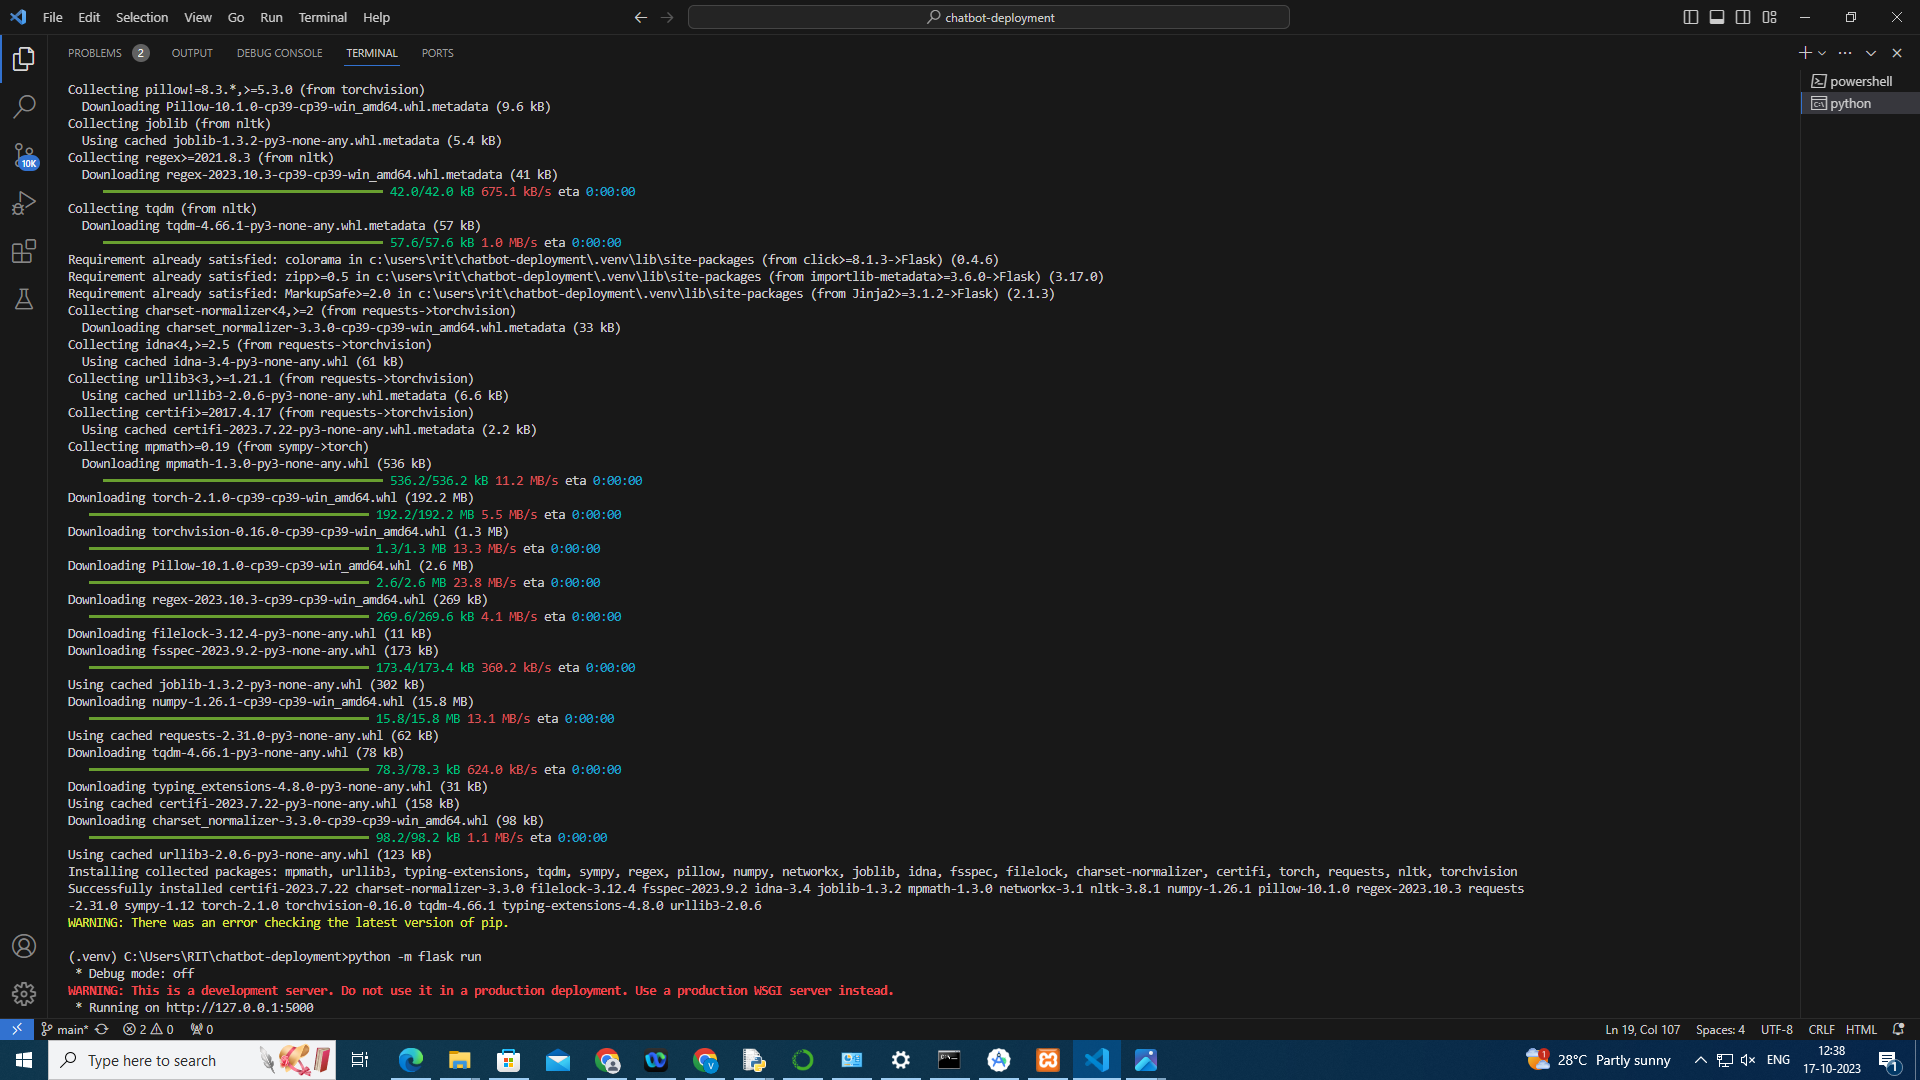 File Edit Selection View Go Run Terminal Help
chatbot-deployment
PROBLEMS 2 OUTPUT DEBUG CONSOLE TERMINAL PORTS
powershell
python
10K
Collecting pillow!=8.3.*,>=5.3.0 (from torchvision)
Downloading Pillow-10.1.0-cp39-cp39-win_amd64.whl.metadata (9.6 kB)
Collecting joblib (from nltk)
Using cached joblib-1.3.2-py3-none-any.whl.metadata (5.4 kB)
Collecting regex>=2021.8.3 (from nltk)
Downloading regex-2023.10.3-cp39-cp39-win_amd64.whl.metadata (41 kB)
42.0/42.0 kB 675.1 kB/s eta 0:00:00
Collecting tqdm (from nltk)
Downloading tqdm-4.66.1-py3-none-any.whl.metadata (57 kB)
57.6/57.6 kB 1.0 MB/s eta 0:00:00
Requirement already satisfied: colorama in c:\users\rit\chatbot-deployment\.venv\lib\site-packages (from click>=8.1.3->Flask) (0.4.6)
Requirement already satisfied: zipp>=0.5 in c:\users\rit\chatbot-deployment\.venv\lib\site-packages (from importlib-metadata>=3.6.0->Flask) (3.17.0)
Requirement already satisfied: MarkupSafe>=2.0 in c:\users\rit\chatbot-deployment\.venv\lib\site-packages (from Jinja2>=3.1.2->Flask) (2.1.3)
Collecting charset-normalizer<4,>=2 (from requests->torchvision)
Downloading charset_normalizer-3.3.0-cp39-cp39-win_amd64.whl.metadata (33 kB)
Collecting idna<4,>=2.5 (from requests->torchvision)
Using cached idna-3.4-py3-none-any.whl (61 kB)
Collecting urllib3<3,>=1.21.1 (from requests->torchvision)
Using cached urllib3-2.0.6-py3-none-any.whl.metadata (6.6 kB)
Collecting certifi>=2017.4.17 (from requests->torchvision)
Using cached certifi-2023.7.22-py3-none-any.whl.metadata (2.2 kB)
Collecting mpmath>=0.19 (from sympy->torch)
Downloading mpmath-1.3.0-py3-none-any.whl (536 kB)
536.2/536.2 kB 11.2 MB/s eta 0:00:00
Downloading torch-2.1.0-cp39-cp39-win_amd64.whl (192.2 MB)
192.2/192.2 MB 5.5 MB/s eta 0:00:00
Downloading torchvision-0.16.0-cp39-cp39-win_amd64.whl (1.3 MB)
1.3/1.3 MB 13.3 MB/s eta 0:00:00
Downloading Pillow-10.1.0-cp39-cp39-win_amd64.whl (2.6 MB)
2.6/2.6 MB 23.8 MB/s eta 0:00:00
Downloading regex-2023.10.3-cp39-cp39-win_amd64.whl (269 kB)
269.6/269.6 kB 4.1 MB/s eta 0:00:00
Downloading filelock-3.12.4-py3-none-any.whl (11 kB)
Downloading fsspec-2023.9.2-py3-none-any.whl (173 kB)
173.4/173.4 kB 360.2 kB/s eta 0:00:00
Using cached joblib-1.3.2-py3-none-any.whl (302 kB)
Downloading numpy-1.26.1-cp39-cp39-win_amd64.whl (15.8 MB)
15.8/15.8 MB 13.1 MB/s eta 0:00:00
Using cached requests-2.31.0-py3-none-any.whl (62 kB)
Downloading tqdm-4.66.1-py3-none-any.whl (78 kB)
78.3/78.3 kB 624.0 kB/s eta 0:00:00
Downloading typing_extensions-4.8.0-py3-none-any.whl (31 kB)
Using cached certifi-2023.7.22-py3-none-any.whl (158 kB)
Downloading charset_normalizer-3.3.0-cp39-cp39-win_amd64.whl (98 kB)
98.2/98.2 kB 1.1 MB/s eta 0:00:00
Using cached urllib3-2.0.6-py3-none-any.whl (123 kB)
Installing collected packages: mpmath, urllib3, typing-extensions, tqdm, sympy, regex, pillow, numpy, networkx, joblib, idna, fsspec, filelock, charset-normalizer, certifi, torch, requests, nltk, torchvision
Successfully installed certifi-2023.7.22 charset-normalizer-3.3.0 filelock-3.12.4 fsspec-2023.9.2 idna-3.4 joblib-1.3.2 mpmath-1.3.0 networkx-3.1 nltk-3.8.1 numpy-1.26.1 pillow-10.1.0 regex-2023.10.3 requests
-2.31.0 sympy-1.12 torch-2.1.0 torchvision-0.16.0 tqdm-4.66.1 typing-extensions-4.8.0 urllib3-2.0.6
WARNING: There was an error checking the latest version of pip.
(.venv) C:\Users\RIT\chatbot-deployment>python -m flask run
* Debug mode: off
WARNING: This is a development server. Do not use it in a production deployment. Use a production WSGI server instead.
* Running on http://127.0.0.1:5000
main* 2 0 0 Ln 19, Col 107 Spaces: 4 UTF-8 CRLF HTML
Type here to search 28°C Partly sunny ENG 12:38
17-10-2023 1